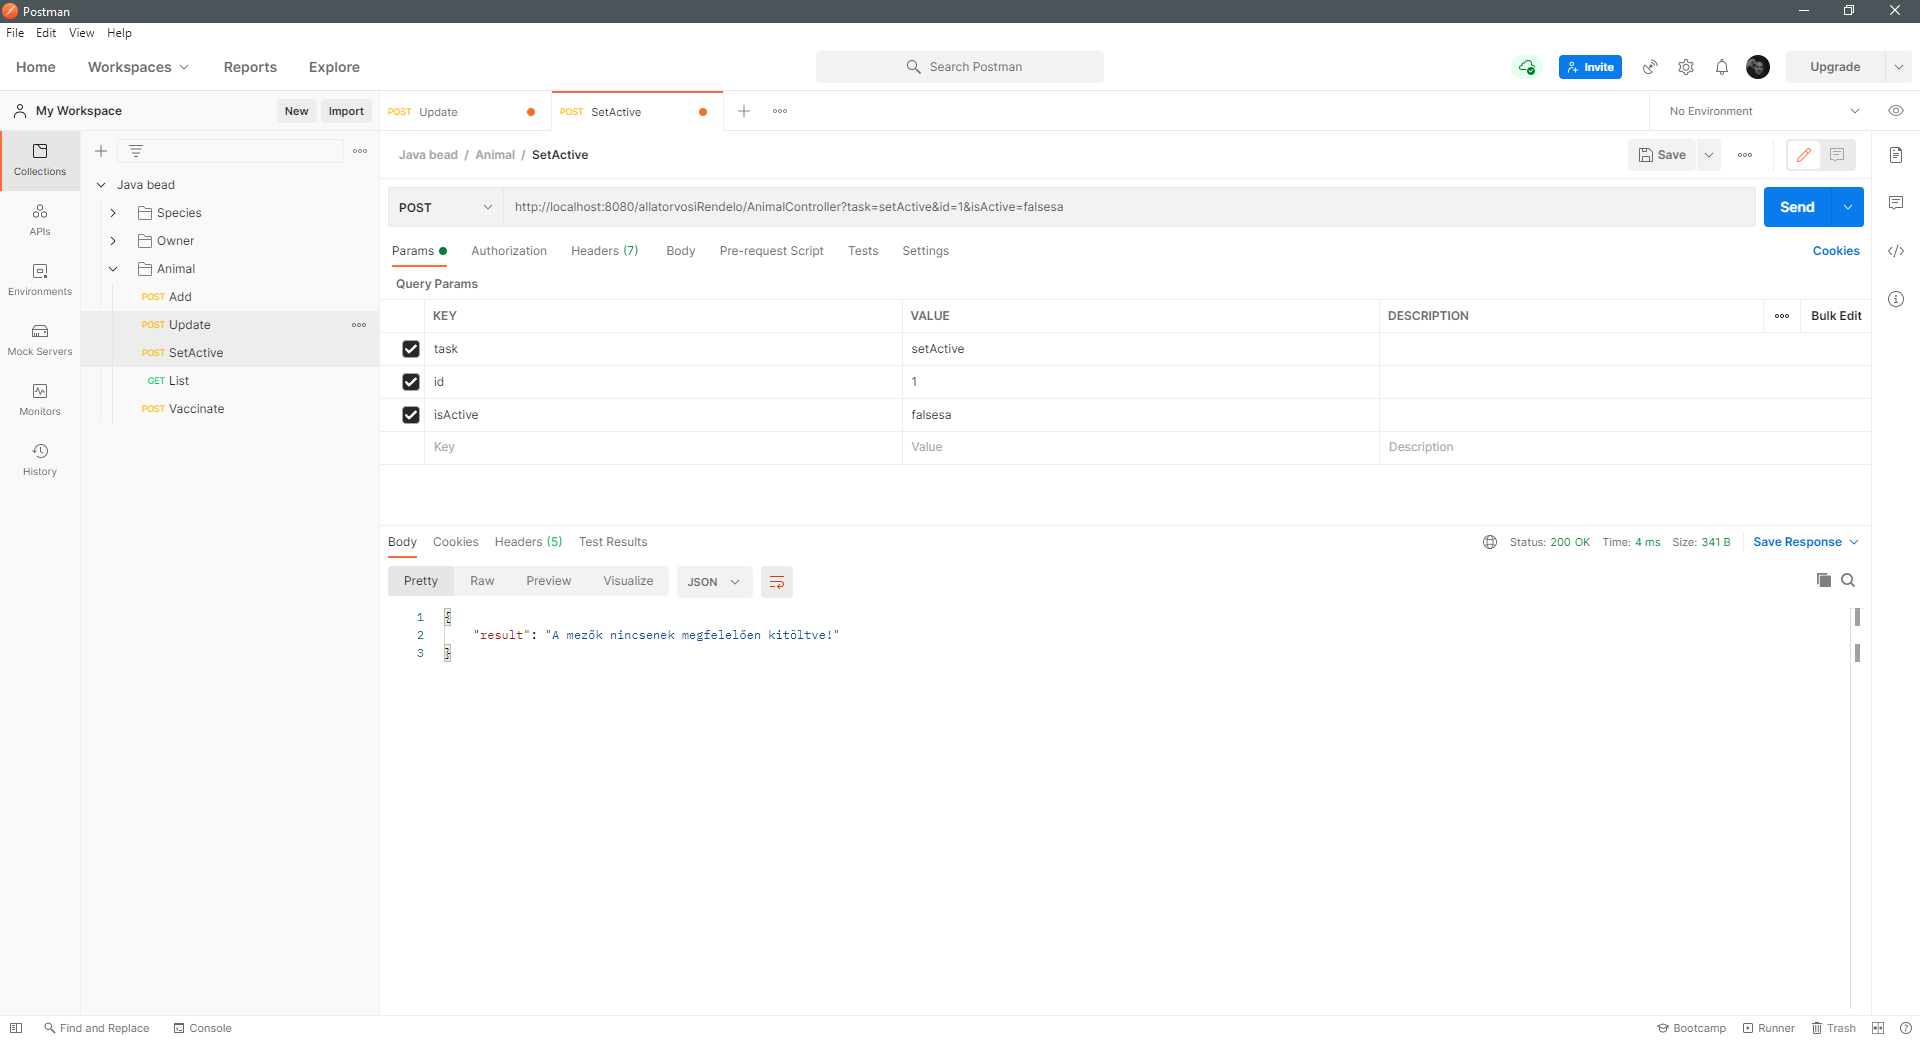 Postman
File Edit View Help
Home Workspaces Reports Explore
Search Postman
Invite
Upgrade
My Workspace
New Import
POST Update
POST SetActive
No Environment
Collections
APIs
Environments
Mock Servers
Monitors
History
Java bead
Species
Owner
Animal
POST Add
POST Update
POST SetActive
GET List
POST Vaccinate
Java bead / Animal / SetActive
Save
POST
http://localhost:8080/allatorvosiRendelo/AnimalController?task=setActive&id=1&isActive=falsesa
Send
Params Authorization Headers (7) Body Pre-request Script Tests Settings
Cookies
Query Params
KEY VALUE DESCRIPTION
Bulk Edit
task setActive
id 1
isActive falsesa
Key Value Description
Body Cookies Headers (5) Test Results
Status: 200 OK Time: 4 ms Size: 341 B
Save Response
Pretty Raw Preview Visualize JSON
1 {
2 "result": "A mezők nincsenek megfelelően kitöltve!"
3 }
Find and Replace Console
Bootcamp Runner Trash